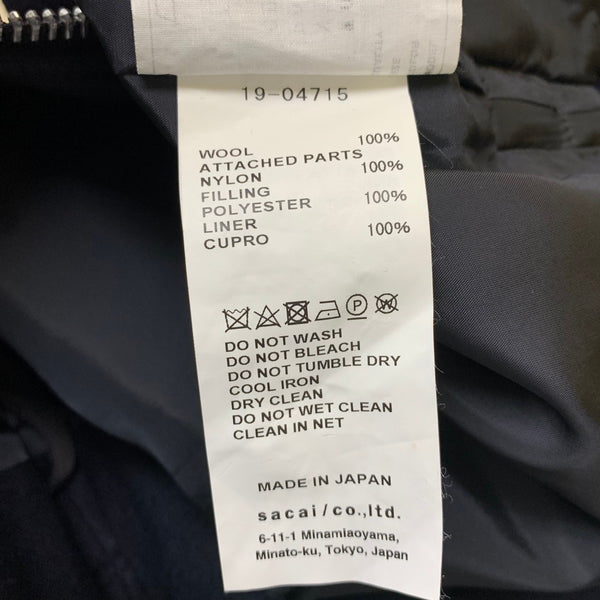 19-04715
WOOL 100%
ATTACHED PARTS
NYLON 100%
FILLING
POLYESTER 100%
LINER
CUPRO 100%
P W
DO NOT WASH
DO NOT BLEACH
DO NOT TUMBLE DRY
COOL IRON
DRY CLEAN
DO NOT WET CLEAN
CLEAN IN NET
MADE IN JAPAN
sacai/co.,ltd.
6-11-1 Minamiaoyama,
Minato-ku, Tokyo, Japan